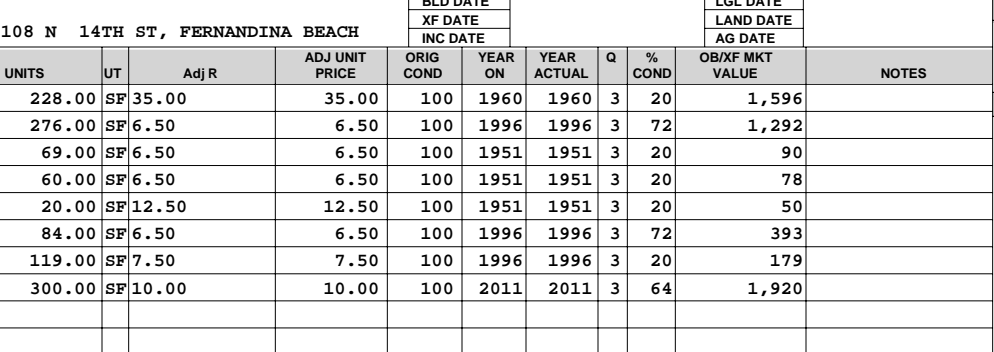 BLD DATE LGL DATE
XF DATE LAND DATE
108 N 14TH ST, FERNANDINA BEACH INC DATE AG DATE
UNITS UT Adj R ADJ UNIT PRICE ORIG COND YEAR ON YEAR ACTUAL Q % COND OB/XF MKT VALUE NOTES
228.00 SF 35.00 35.00 100 1960 1960 3 20 1,596
276.00 SF 6.50 6.50 100 1996 1996 3 72 1,292
69.00 SF 6.50 6.50 100 1951 1951 3 20 90
60.00 SF 6.50 6.50 100 1951 1951 3 20 78
20.00 SF 12.50 12.50 100 1951 1951 3 20 50
84.00 SF 6.50 6.50 100 1996 1996 3 72 393
119.00 SF 7.50 7.50 100 1996 1996 3 20 179
300.00 SF 10.00 10.00 100 2011 2011 3 64 1,920